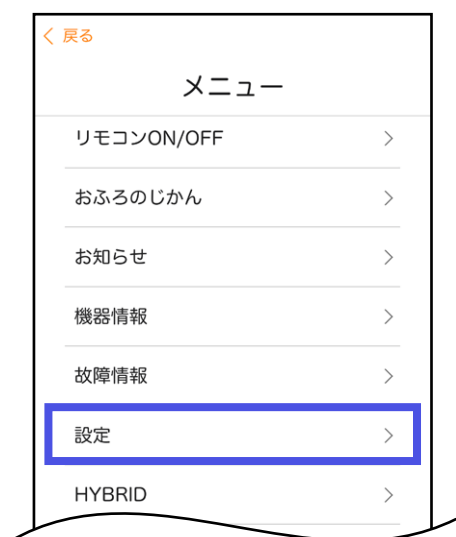 戻る
メニュー
リモコンON/OFF
おふろのじかん
お知らせ
機器情報
故障情報
設定
HYBRID